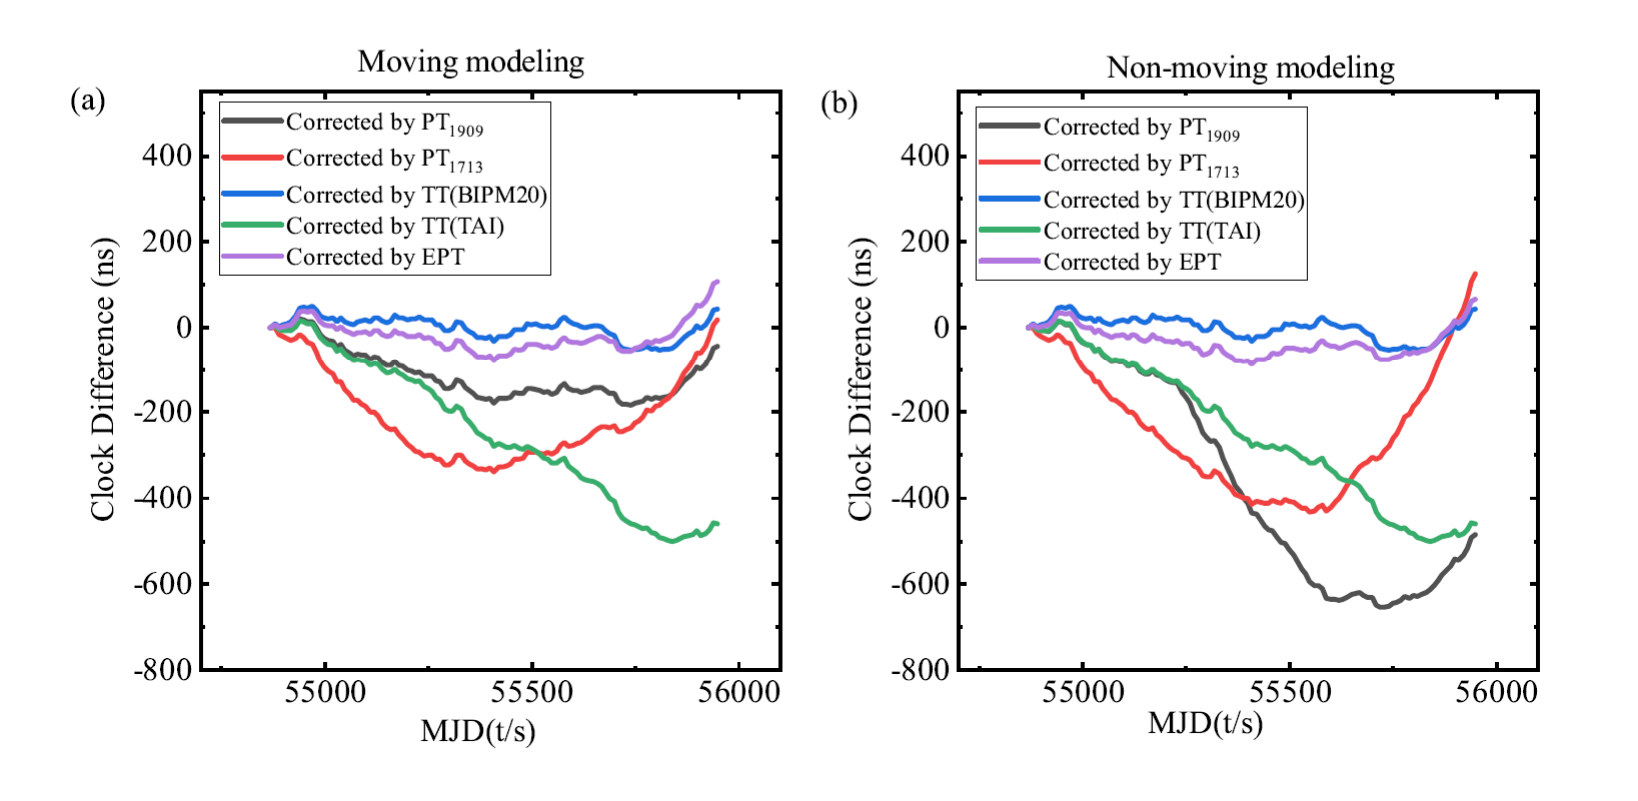 Moving modeling
(a)
Corrected by PT1909
Corrected by PT1713
Corrected by TT(BIPM20)
Corrected by TT(TAI)
Corrected by EPT
Clock Difference (ns)
400
200
0
-200
-400
-600
-800
55000
55500
56000
MJD(t/s)
Non-moving modeling
(b)
Corrected by PT1909
Corrected by PT1713
Corrected by TT(BIPM20)
Corrected by TT(TAI)
Corrected by EPT
Clock Difference (ns)
400
200
0
-200
-400
-600
-800
55000
55500
56000
MJD(t/s)